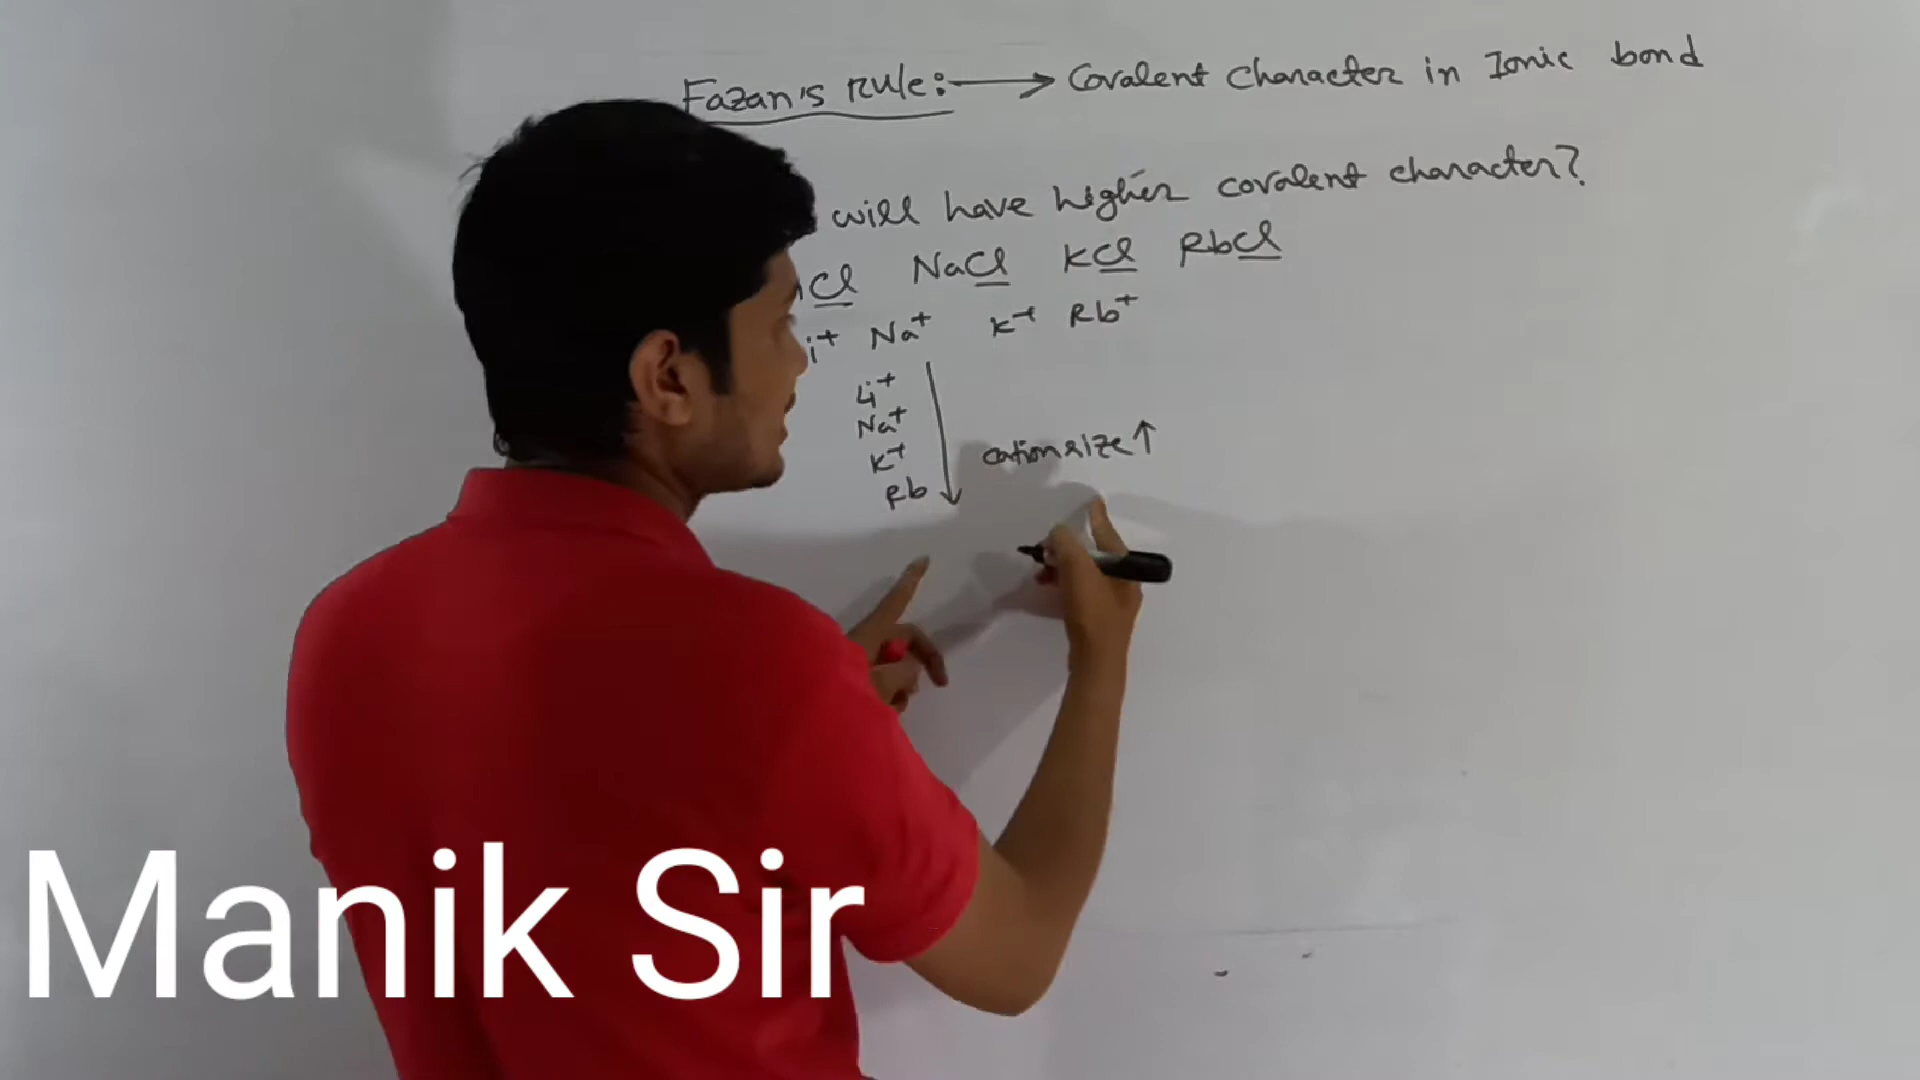 Fazan's Rule:→ Covalent Character in Ionic bond
will have higher covalent character?
Cl NaCl KCl RbCl
i+ Na+ K+ Rb+
Li+
Na+
K+
Rb
cation size ↑
Manik Sir